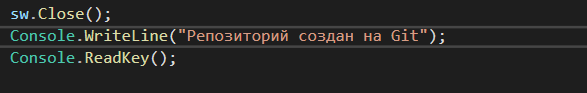 sw.Close();
Console.WriteLine("Репозиторий создан на Git");
Console.ReadKey();